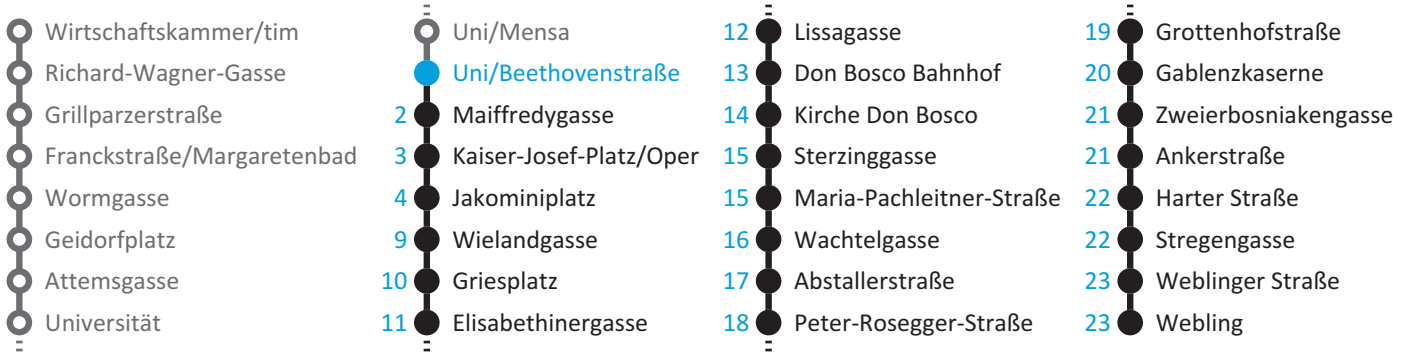 Wirtschaftskammer/tim
Richard-Wagner-Gasse
Grillparzerstraße
Franckstraße/Margaretenbad
Wormgasse
Geidorfplatz
Attemsgasse
Universität
Uni/Mensa
Uni/Beethovenstraße
2 Maiffredygasse
3 Kaiser-Josef-Platz/Oper
4 Jakominiplatz
9 Wielandgasse
10 Griesplatz
11 Elisabethinergasse
12 Lissagasse
13 Don Bosco Bahnhof
14 Kirche Don Bosco
15 Sterzinggasse
15 Maria-Pachleitner-Straße
16 Wachtelgasse
17 Abstallerstraße
18 Peter-Rosegger-Straße
19 Grottenhofstraße
20 Gablenzkaserne
21 Zweierbosniakengasse
21 Ankerstraße
22 Harter Straße
22 Stregengasse
23 Weblinger Straße
23 Webling